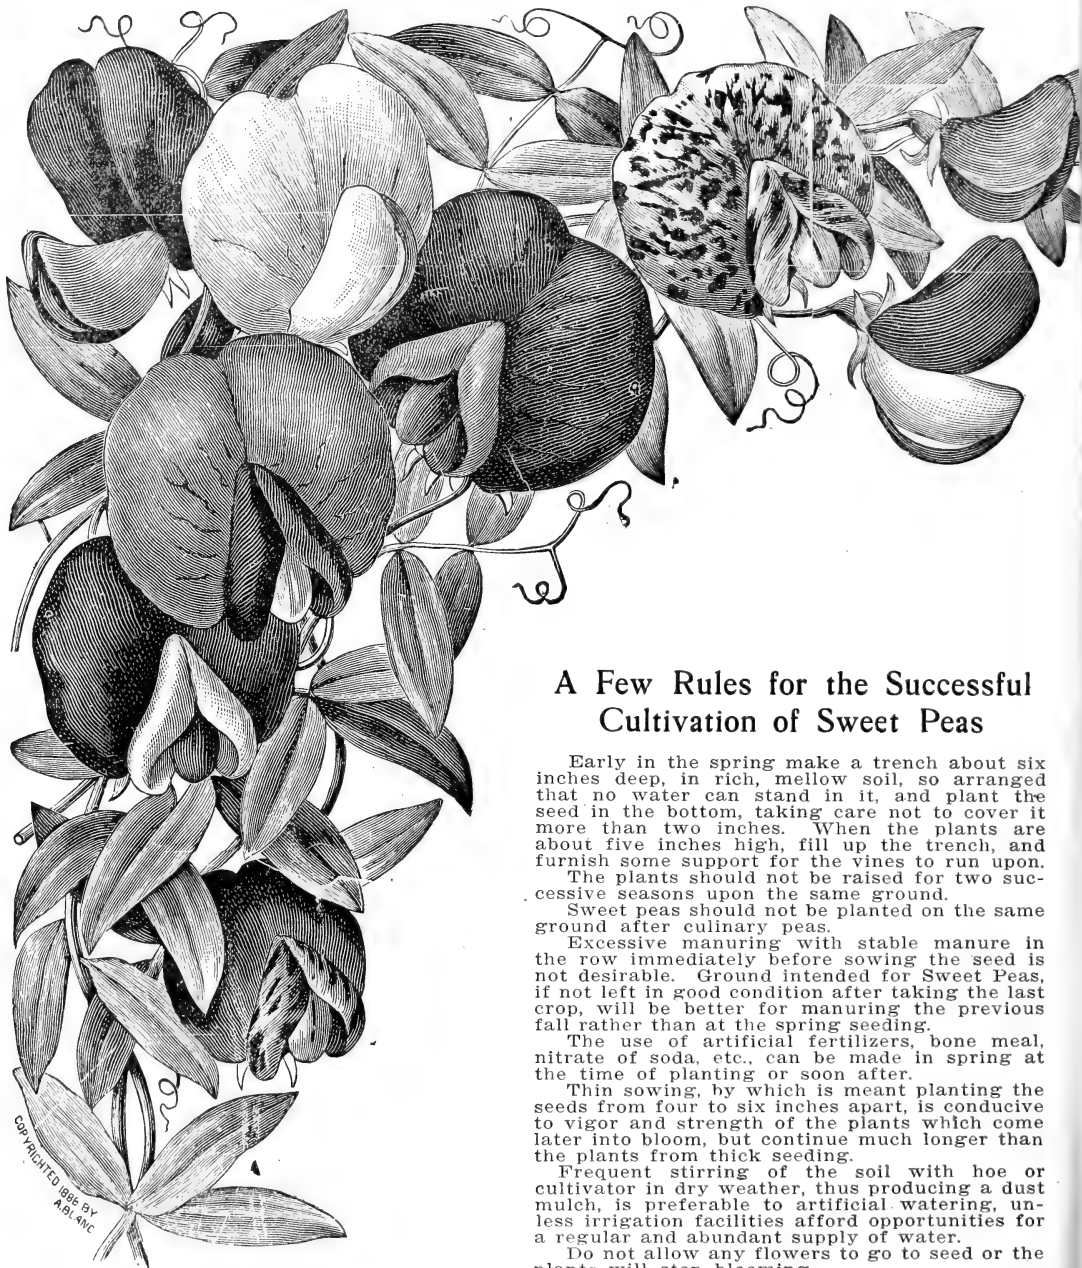 A Few Rules for the Successful
Cultivation of Sweet Peas
Early in the spring make a trench about six
inches deep, in rich, mellow soil, so arranged
that no water can stand in it, and plant the
seed in the bottom, taking care not to cover it
more than two inches. When the plants are
about five inches high, fill up the trench, and
furnish some support for the vines to run upon.
The plants should not be raised for two suc-
cessive seasons upon the same ground.
Sweet peas should not be planted on the same
ground after culinary peas.
Excessive manuring with stable manure in
the row immediately before sowing the seed is
not desirable. Ground intended for Sweet Peas,
if not left in good condition after taking the last
crop, will be better for manuring the previous
fall rather than at the spring seeding.
The use of artificial fertilizers, bone meal,
nitrate of soda, etc., can be made in spring at
the time of planting or soon after.
Thin sowing, by which is meant planting the
seeds from four to six inches apart, is conducive
to vigor and strength of the plants which come
later into bloom, but continue much longer than
the plants from thick seeding.
Frequent stirring of the soil with hoe or
cultivator in dry weather, thus producing a dust
mulch, is preferable to artificial watering, un-
less irrigation facilities afford opportunities for
a regular and abundant supply of water.
Do not allow any flowers to go to seed or the
plants will stop blooming.
COPYRIGHTED 1886 BY
A.BLANC